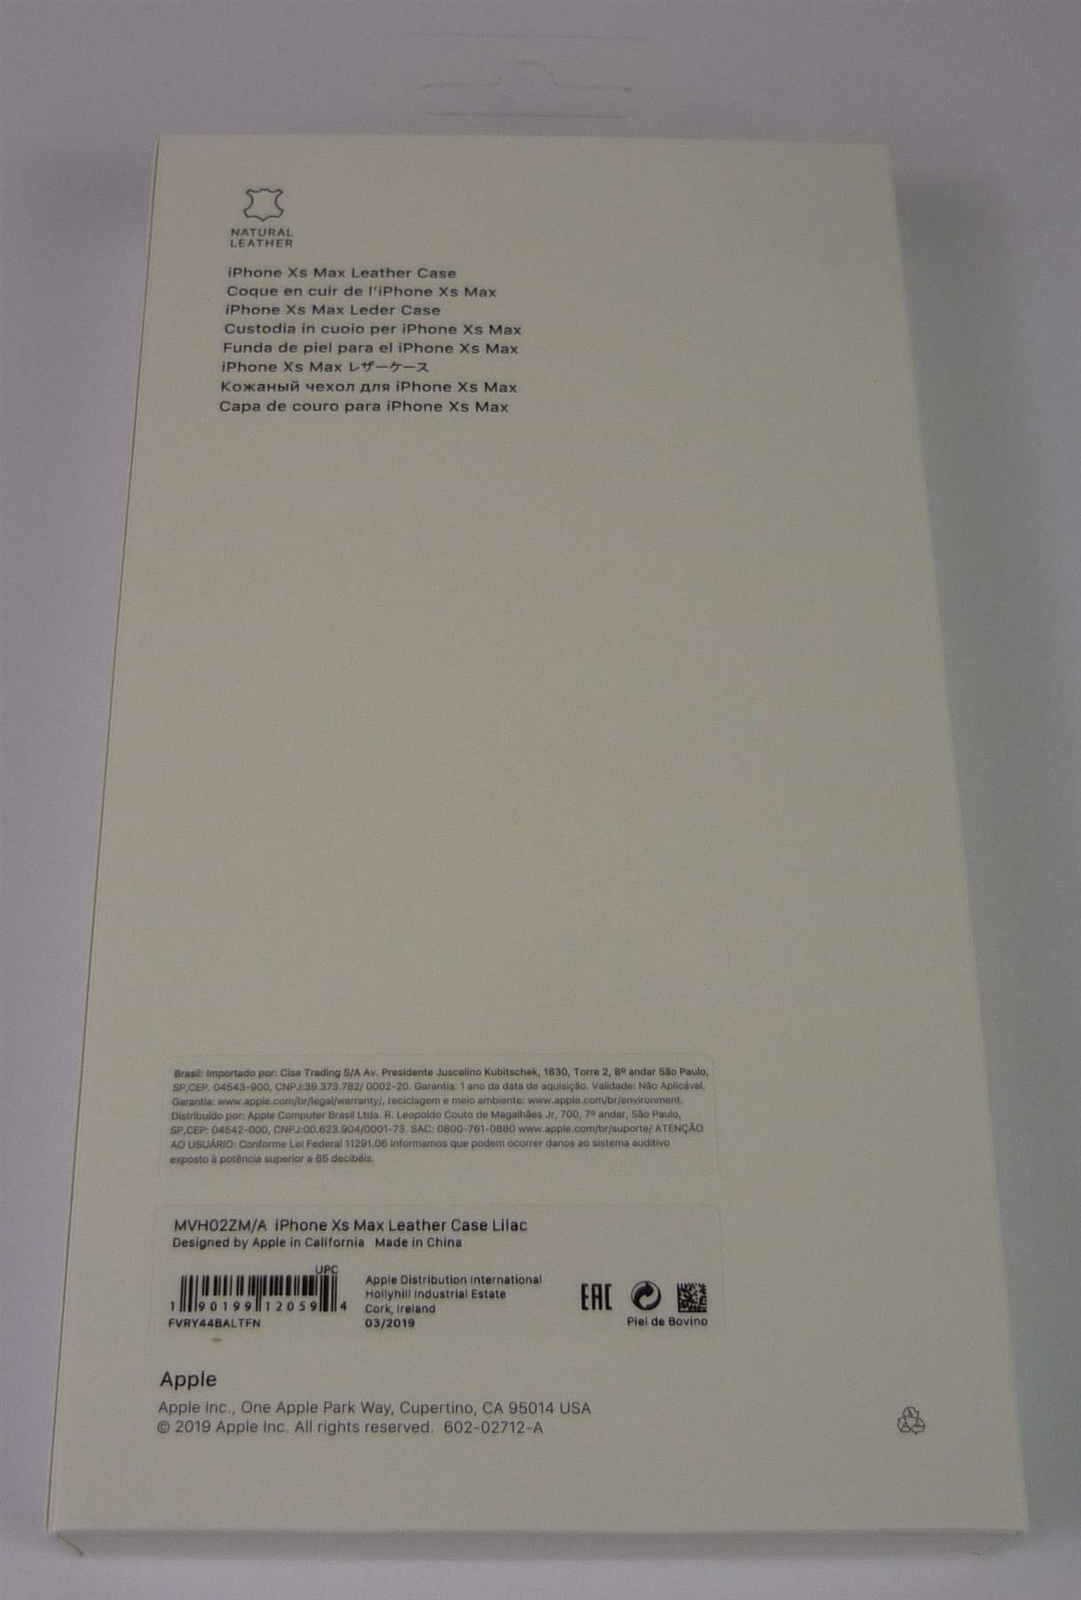 NATURAL
LEATHER
iPhone Xs Max Leather Case
Coque en cuir de l'iPhone Xs Max
iPhone Xs Max Leder Case
Custodia in cuoio per iPhone Xs Max
Funda de piel para el iPhone Xs Max
iPhone Xs Max レザーケース
Кожаный чехол для iPhone Xs Max
Capa de couro para iPhone Xs Max
Brasil: Importado por: Cisa Trading S/A Av. Presidente Juscelino Kubitschek, 1830, Torre 2, 8º andar São Paulo,
SP,CEP. 04543-900, CNPJ:39.373.782/ 0002-20. Garantia: 1 ano da data de aquisição. Validade: Não Aplicável.
Garantia: www.apple.com/br/legal/warranty/, reciclagem e meio ambiente: www.apple.com/br/environment.
Distribuído por: Apple Computer Brasil Ltda. R. Leopoldo Couto de Magalhães Jr, 700, 7º andar, São Paulo,
SP,CEP: 04542-000, CNPJ:00.623.904/0001-73. SAC: 0800-761-0880 www.apple.com/br/suporte/ ATENÇÃO
AO USUÁRIO: Conforme Lei Federal 11291.06 informamos que podem ocorrer danos ao sistema auditivo
exposto à potência superior a 85 decibéis.
MVH02ZM/A iPhone Xs Max Leather Case Lilac
Designed by Apple in California Made in China
UPC
1 90199 12059 4
FVRY44BALTFN
Apple Distribution International
Hollyhill Industrial Estate
Cork, Ireland
03/2019
EAC
Piel de Bovino
Apple
Apple Inc., One Apple Park Way, Cupertino, CA 95014 USA
© 2019 Apple Inc. All rights reserved. 602-02712-A